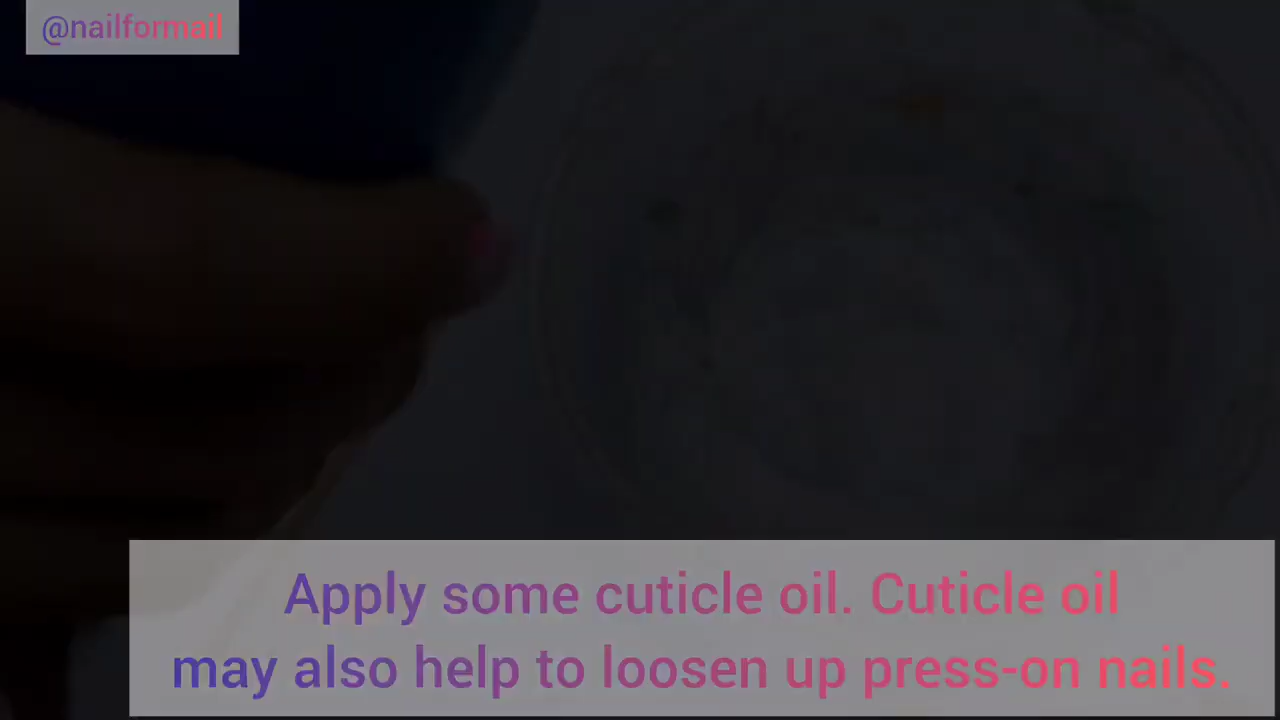 @nailformail
Apply some cuticle oil. Cuticle oil
may also help to loosen up press-on nails.